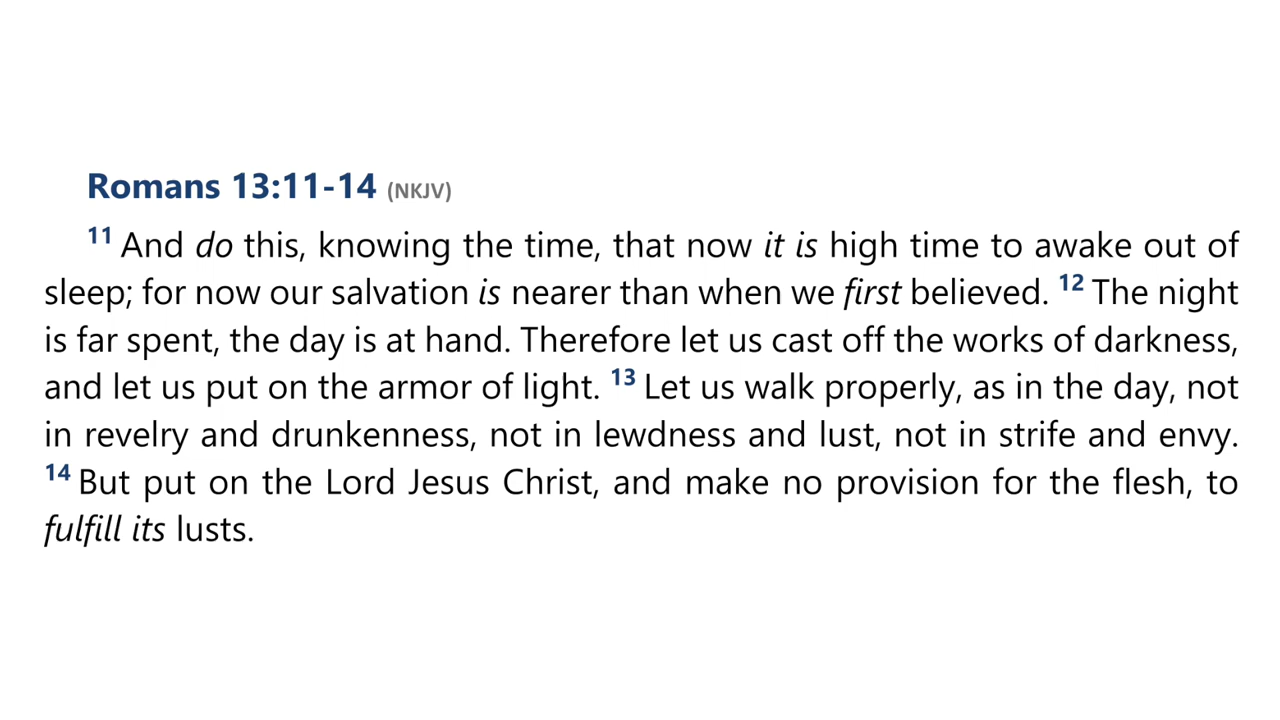 Romans 13:11-14 (NKJV)
11 And do this, knowing the time, that now it is high time to awake out of
sleep; for now our salvation is nearer than when we first believed. 12 The night
is far spent, the day is at hand. Therefore let us cast off the works of darkness,
and let us put on the armor of light. 13 Let us walk properly, as in the day, not
in revelry and drunkenness, not in lewdness and lust, not in strife and envy.
14 But put on the Lord Jesus Christ, and make no provision for the flesh, to
fulfill its lusts.